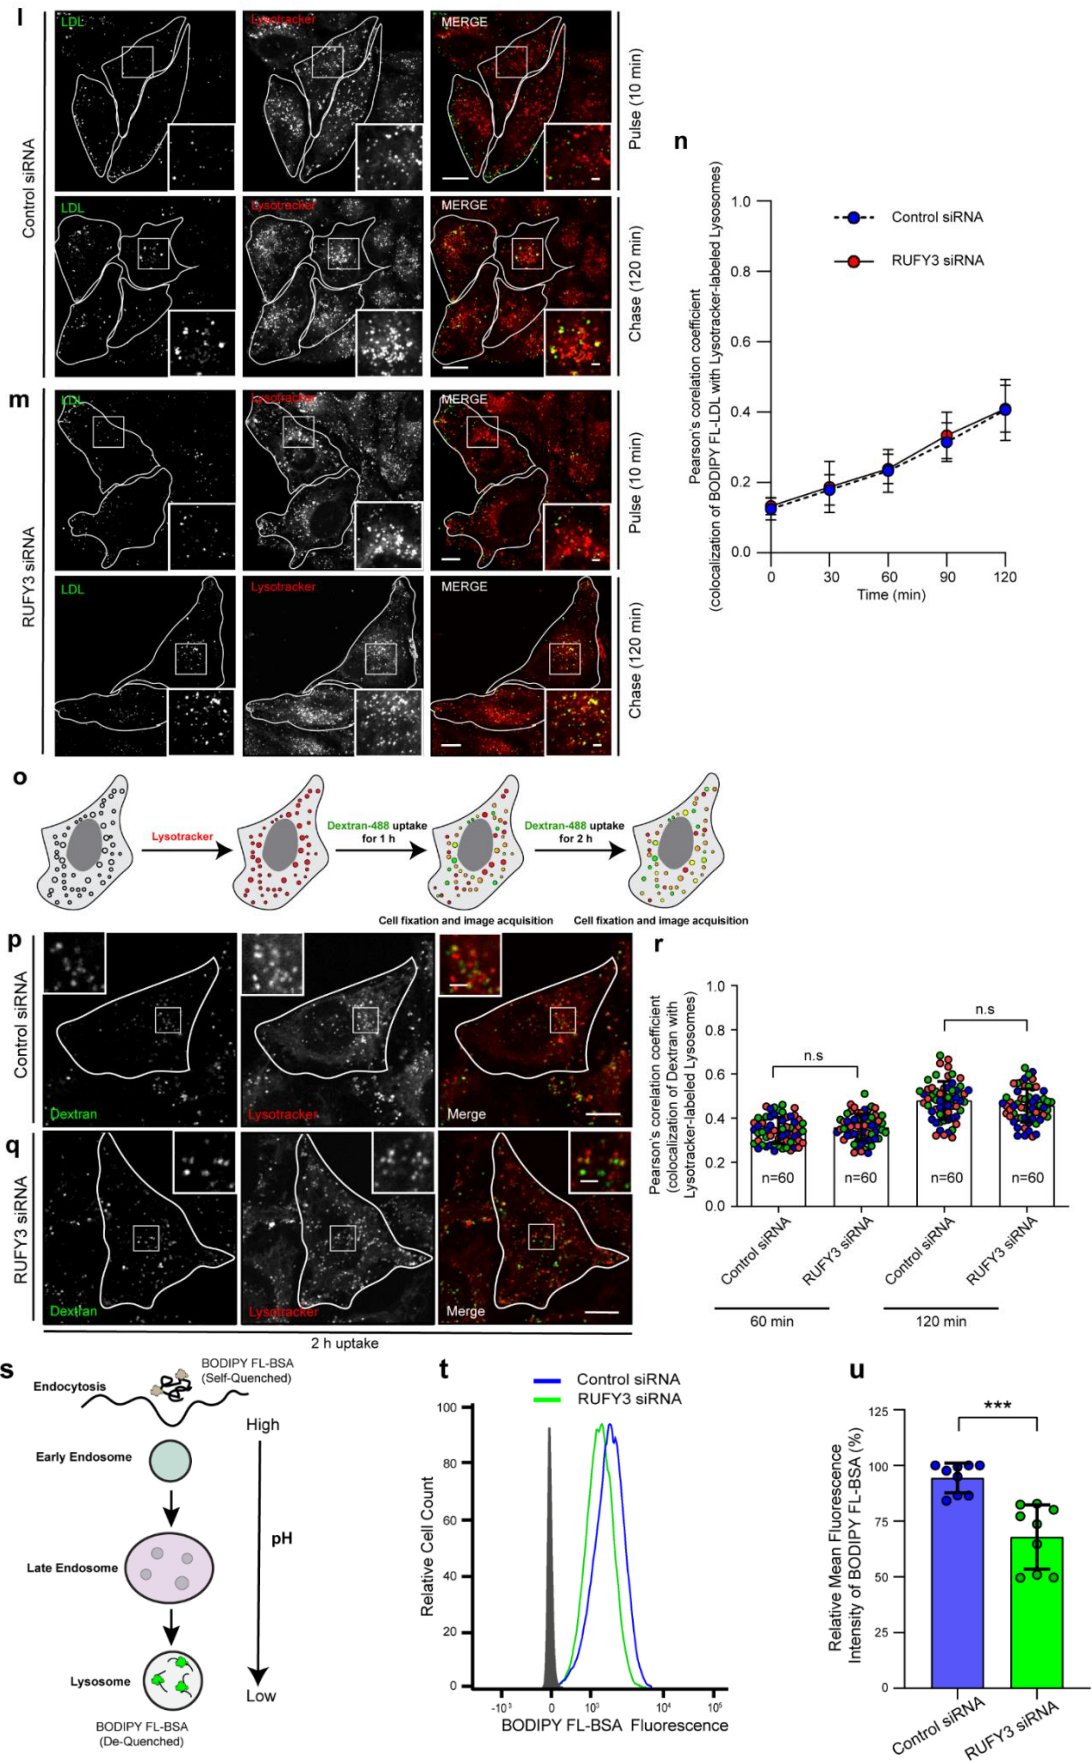 l
Control siRNA
LDL
Lysotracker
MERGE
Pulse (10 min)
LDL
Lysotracker
MERGE
Chase (120 min)
m
RUFY3 siRNA
LDL
Lysotracker
MERGE
Pulse (10 min)
LDL
Lysotracker
MERGE
Chase (120 min)
n
Pearson's corelation coefficient
(colocalization of BODIPY FL-LDL with Lysotracker-labeled Lysosomes)
1.0
0.8
0.6
0.4
0.2
0.0
Control siRNA
RUFY3 siRNA
0 30 60 90 120
Time (min)
o
Lysotracker
Dextran-488 uptake
for 1 h
Dextran-488 uptake
for 2 h
Cell fixation and image acquisition
Cell fixation and image acquisition
p
Control siRNA
Dextran
Lysotracker
Merge
q
RUFY3 siRNA
Dextran
Lysotracker
Merge
2 h uptake
r
Pearson's corelation coefficient
(colocalization of Dextran with
Lysotracker-labeled Lysosomes)
1.0
0.8
0.6
0.4
0.2
0.0
n.s
n.s
n=60
n=60
n=60
n=60
Control siRNA
RUFY3 siRNA
Control siRNA
RUFY3 siRNA
60 min
120 min
s
BODIPY FL-BSA
(Self-Quenched)
Endocytosis
High
Early Endosome
pH
Late Endosome
Lysosome
Low
BODIPY FL-BSA
(De-Quenched)
t
Control siRNA
RUFY3 siRNA
Relative Cell Count
100
80
60
40
20
0
-10³ 0 10³ 10⁴ 10⁵
BODIPY FL-BSA Fluorescence
u
Relative Mean Fluorescence
Intensity of BODIPY FL-BSA (%)
125
100
75
50
25
0
***
Control siRNA
RUFY3 siRNA